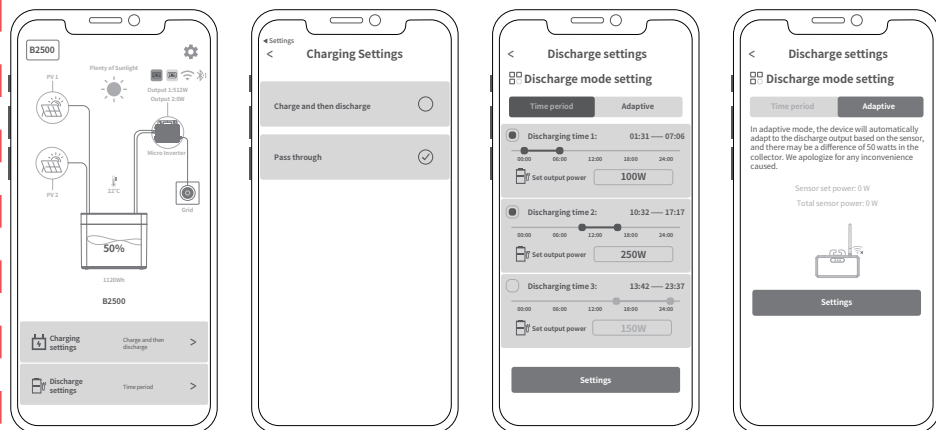 B2500
PV 1
Plenty of Sunlight
Output 1:512W
Output 2:0W
Micro Inverter
PV 2
22°C
Grid
50%
1120Wh
B2500
Charging settings
Charge and then discharge
>
Discharge settings
Time period
>
Settings
< Charging Settings
Charge and then discharge
Pass through
< Discharge settings
Discharge mode setting
Time period Adaptive
Discharging time 1: 01:31 — 07:06
00:00 06:00 12:00 18:00 24:00
Set output power 100W
Discharging time 2: 10:32 — 17:17
00:00 06:00 12:00 18:00 24:00
Set output power 250W
Discharging time 3: 13:42 — 23:37
00:00 06:00 12:00 18:00 24:00
Set output power 150W
Settings
< Discharge settings
Discharge mode setting
Time period Adaptive
In adaptive mode, the device will automatically
adapt to the discharge output based on the sensor,
and there may be a difference of 50 watts in the
collector. We apologize for any inconvenience
caused.
Sensor set power: 0 W
Total sensor power: 0 W
Settings